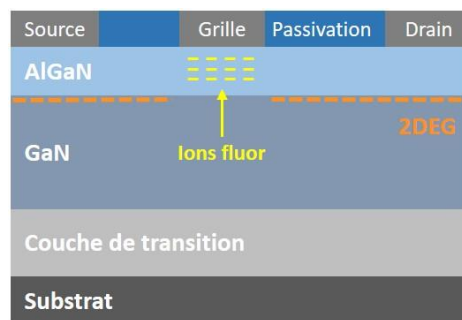 Source Grille Passivation Drain
AlGaN
2DEG
GaN
Ions fluor
Couche de transition
Substrat